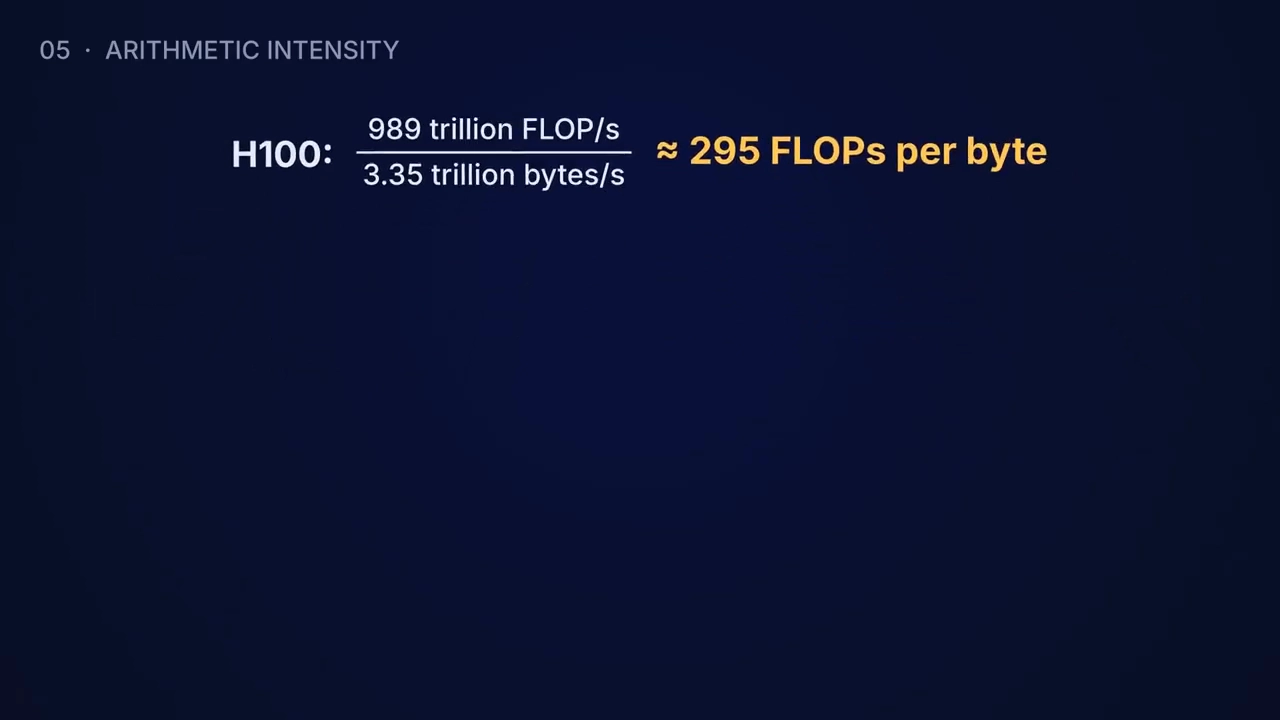 05 · ARITHMETIC INTENSITY
H100: 989 trillion FLOP/s ≈ 295 FLOPs per byte
3.35 trillion bytes/s